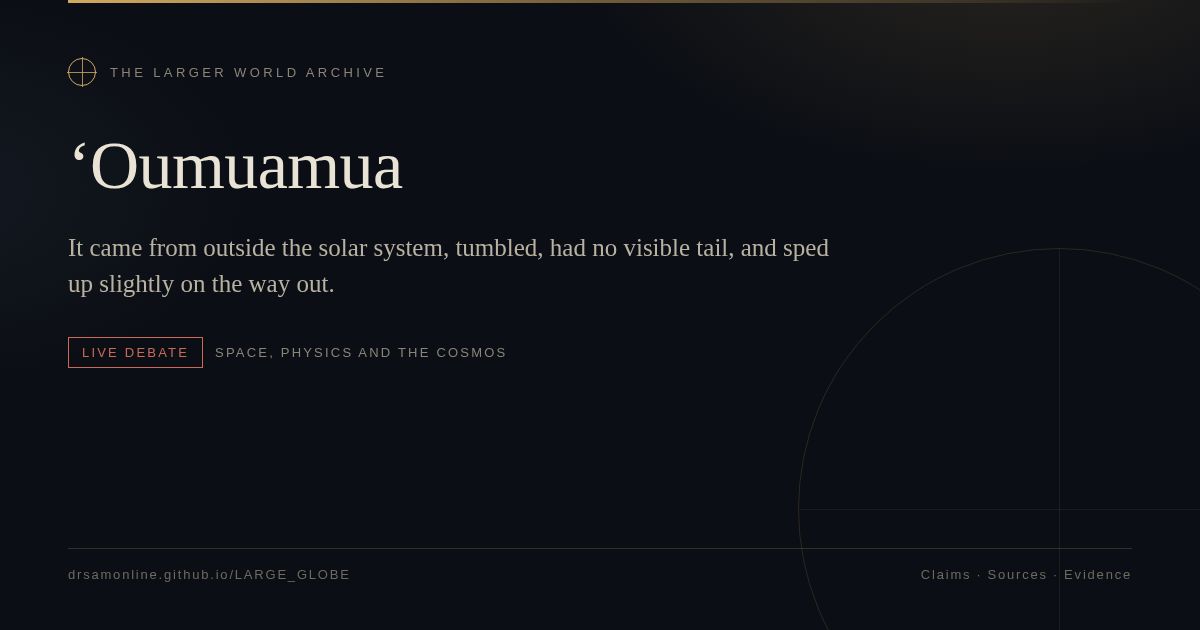 THE LARGER WORLD ARCHIVE
‘Oumuamua
It came from outside the solar system, tumbled, had no visible tail, and sped
up slightly on the way out.
LIVE DEBATE
SPACE, PHYSICS AND THE COSMOS
drsamonline.github.io/LARGE_GLOBE
Claims · Sources · Evidence